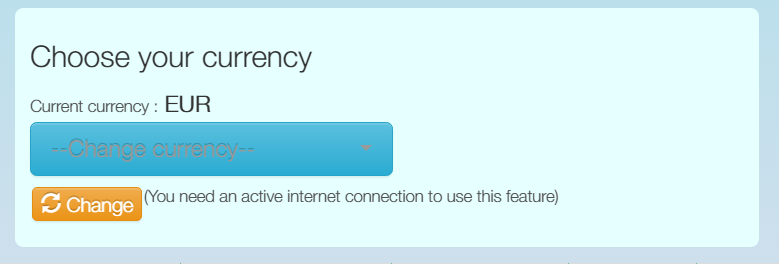 Choose your currency
Current currency : EUR
--Change currency--
Change (You need an active internet connection to use this feature)